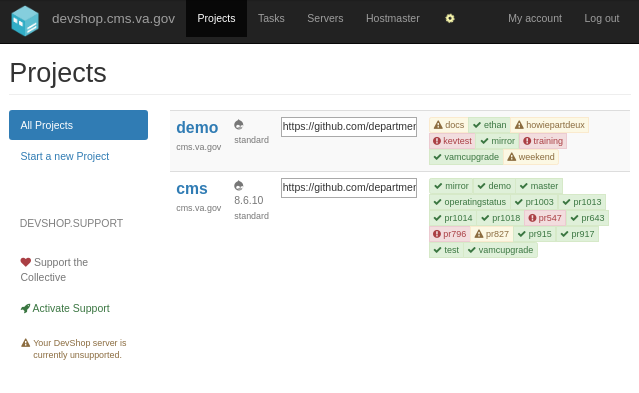 devshop.cms.va.gov Projects Tasks Servers Hostmaster My account Log out
Projects
All Projects
Start a new Project
DEVSHOP.SUPPORT
Support the
Collective
Activate Support
Your DevShop server is
currently unsupported.
demo
cms.va.gov
standard
https://github.com/departmen
docs ethan howiepartdeux
kevtest mirror training
vamcupgrade weekend
cms
cms.va.gov
8.6.10
standard
https://github.com/departmen
mirror demo master
operatingstatus pr1003 pr1013
pr1014 pr1018 pr547 pr643
pr796 pr827 pr915 pr917
test vamcupgrade